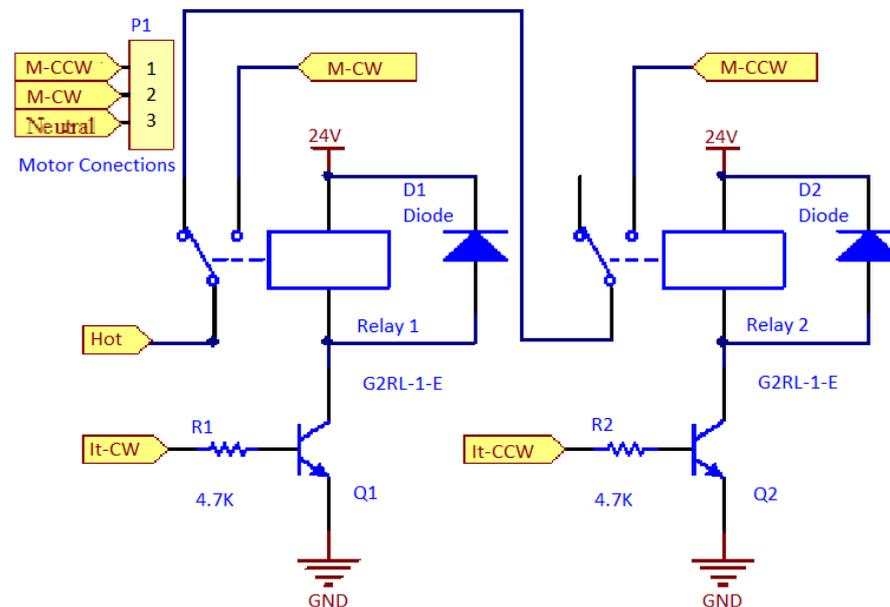 P1
M-CCW
1
M-CW
2
Neutral
3
Motor Conections
M-CW
M-CCW
24V
D1
Diode
24V
D2
Diode
Hot
Relay 1
G2RL-1-E
Relay 2
G2RL-1-E
It-CW
R1
4.7K
Q1
It-CCW
R2
4.7K
Q2
GND
GND